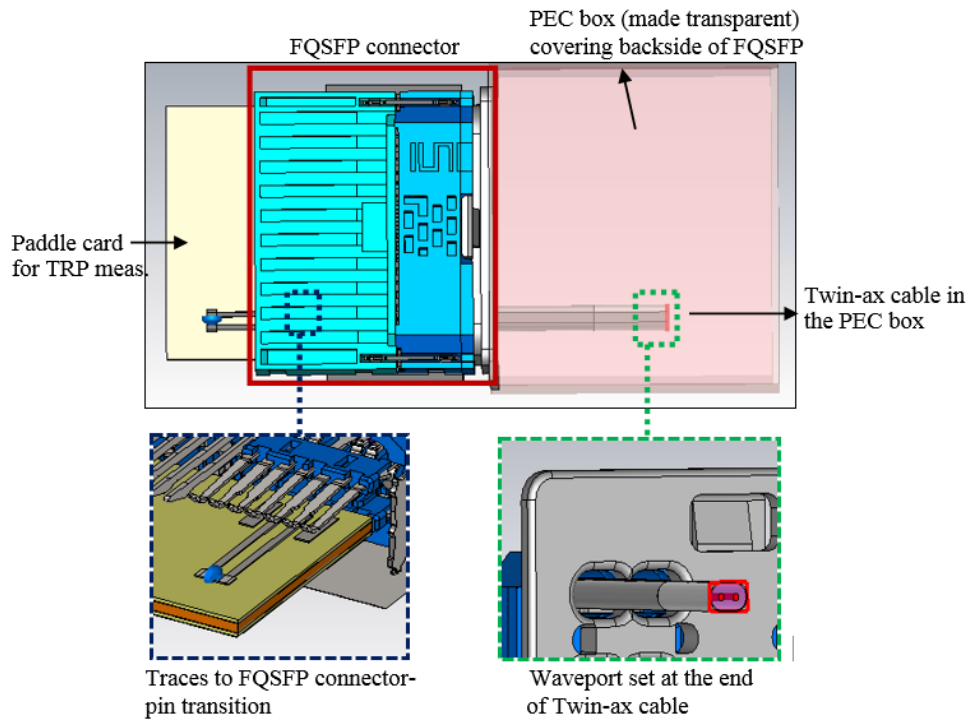 PEC box (made transparent)
FQSFP connector
covering backside of FQSFP
Paddle card
for TRP meas.
Twin-ax cable in
the PEC box
Traces to FQSFP connector-
pin transition
Waveport set at the end
of Twin-ax cable